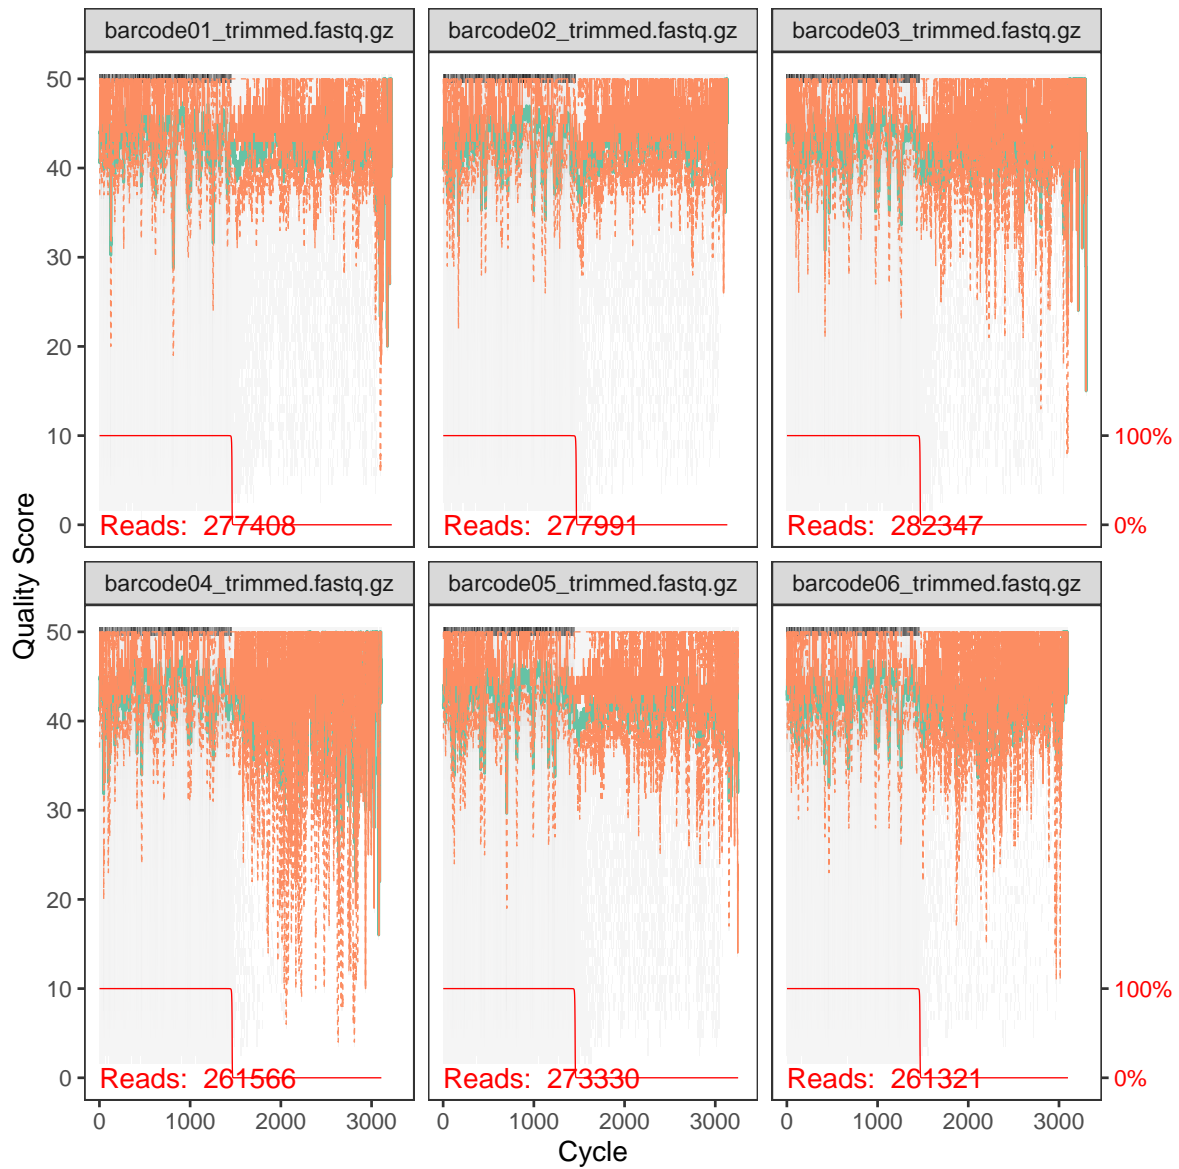 barcode01_trimmed.fastq.gz barcode02_trimmed.fastq.gz barcode03_trimmed.fastq.gz
50
40
30
20
10
0
100%
0%
Reads: 277408 Reads: 277991 Reads: 282347
Quality Score
barcode04_trimmed.fastq.gz barcode05_trimmed.fastq.gz barcode06_trimmed.fastq.gz
50
40
30
20
10
0
100%
0%
Reads: 261566 Reads: 273330 Reads: 261321
0 1000 2000 3000 0 1000 2000 3000 0 1000 2000 3000
Cycle